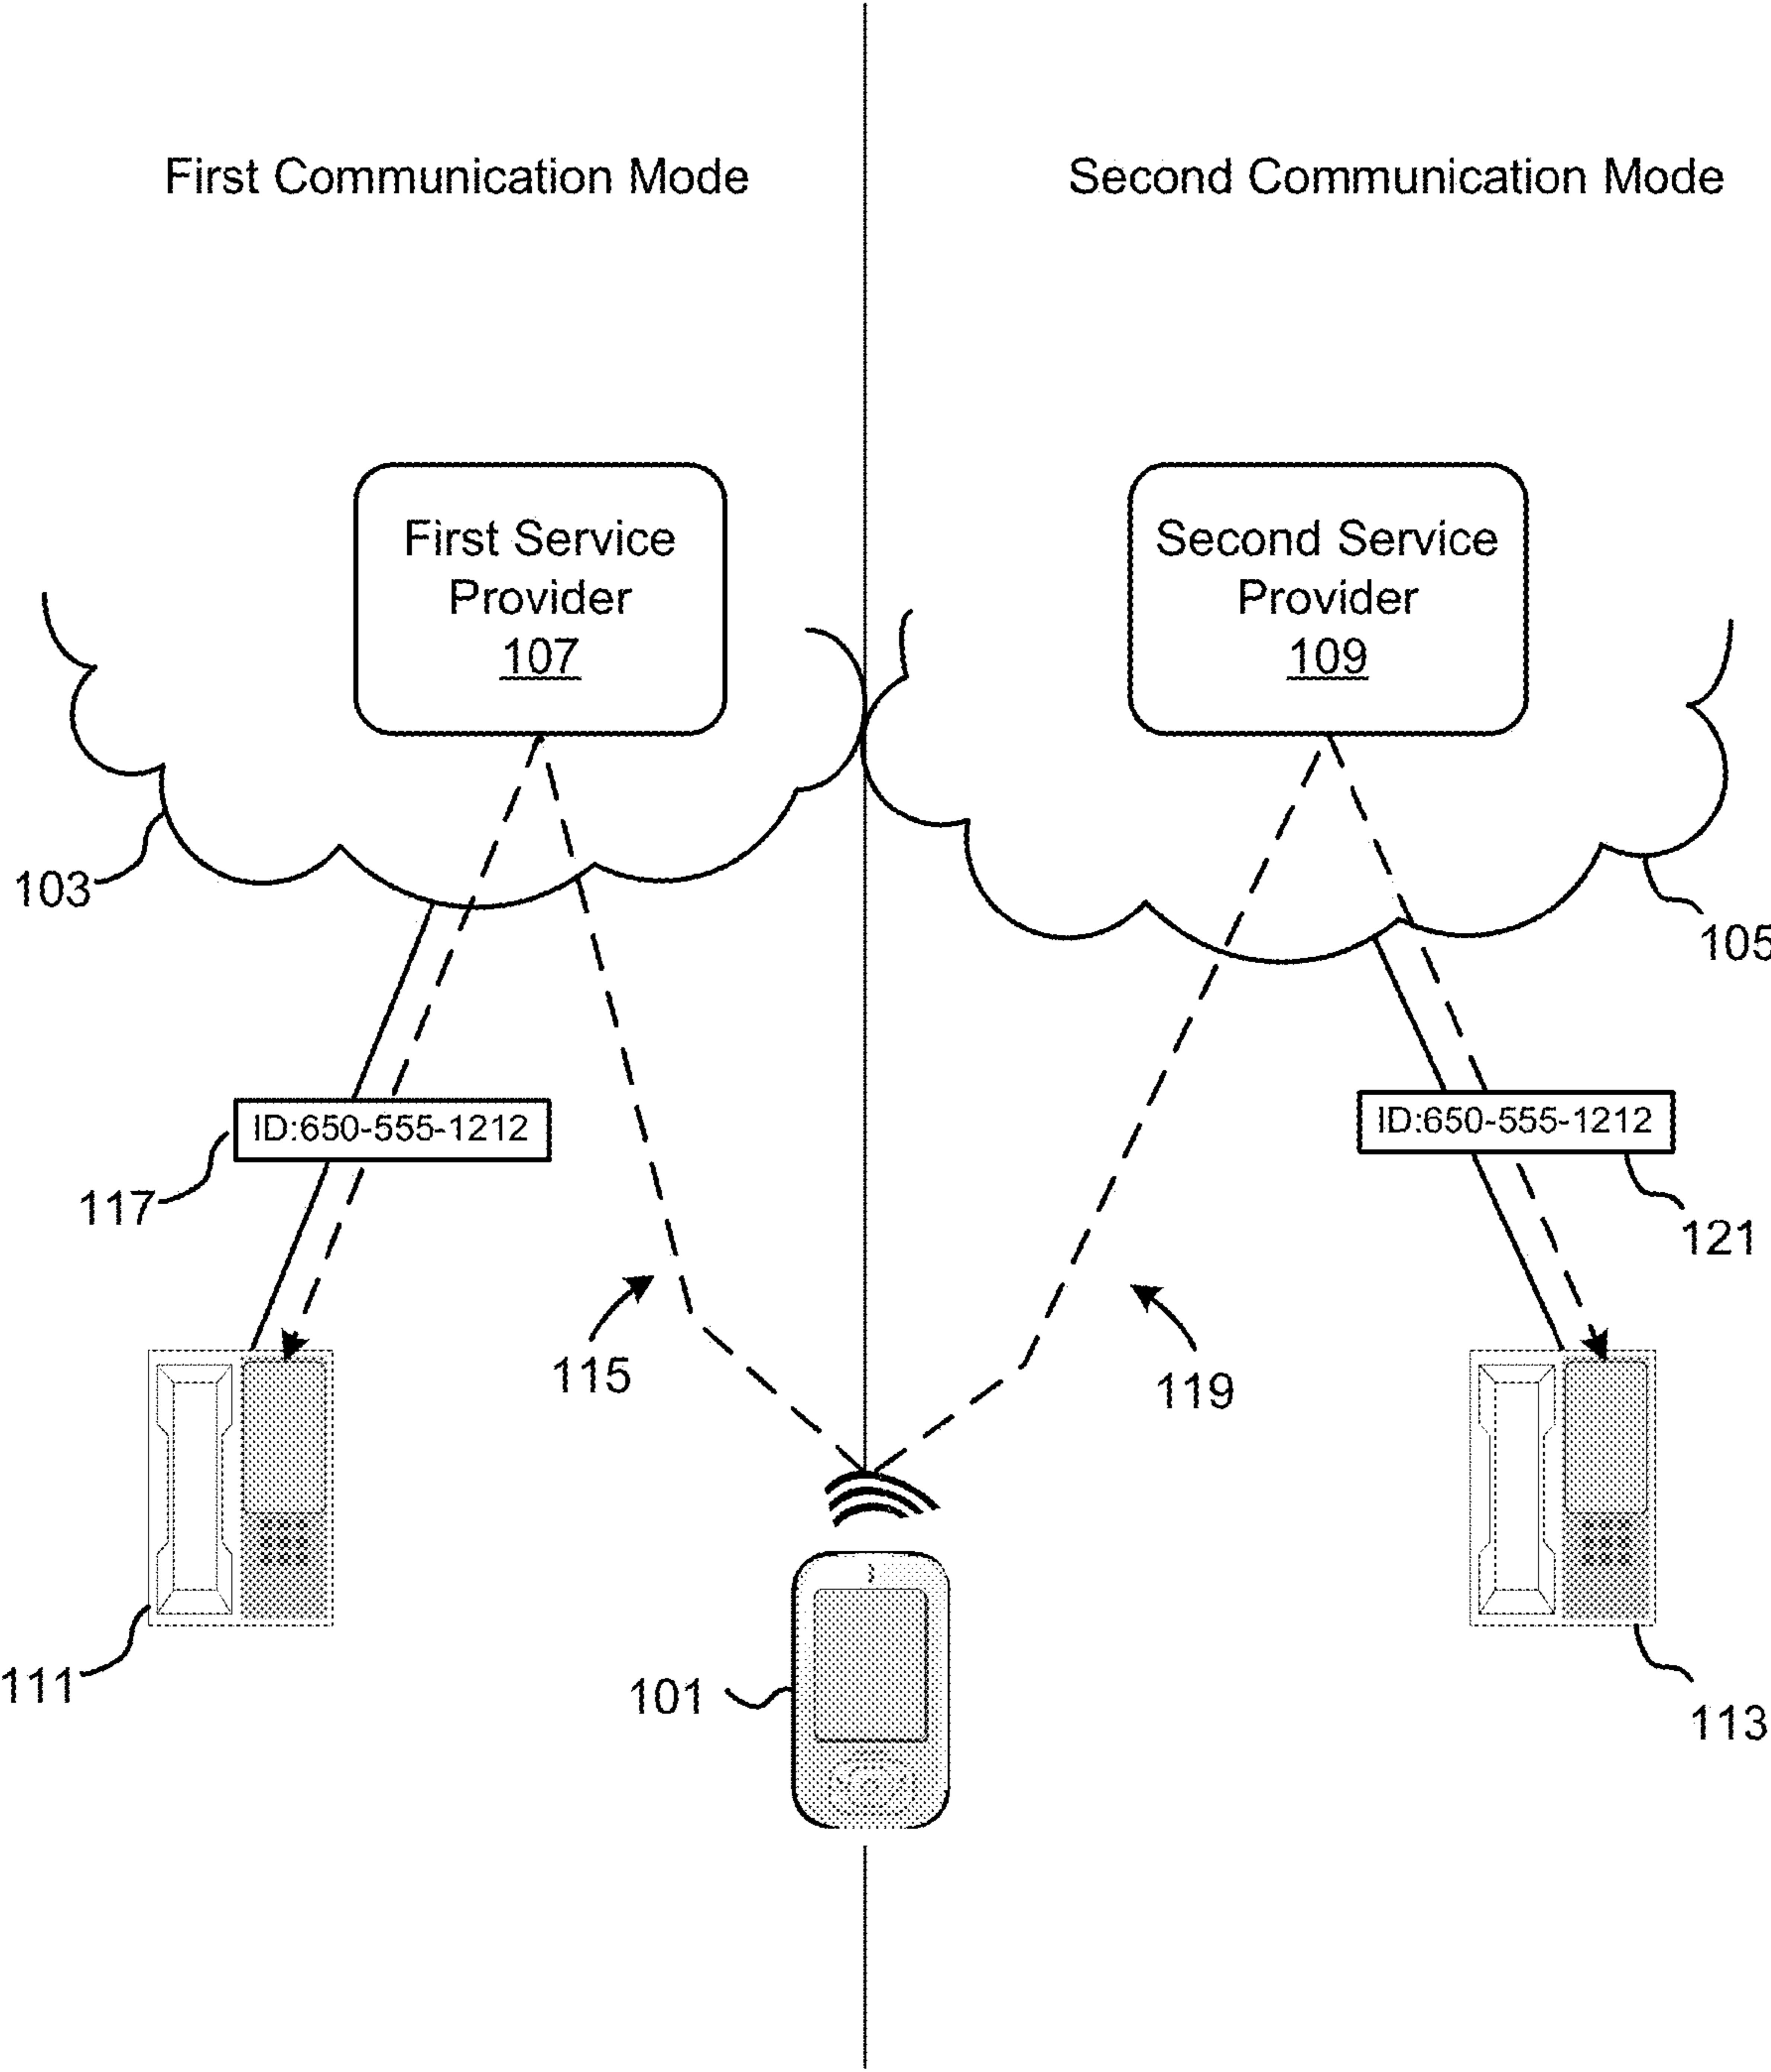 First Communication Mode
Second Communication Mode
First Service
Provider
107
Second Service
Provider
109
103
105
ID:650-555-1212
ID:650-555-1212
117
121
115
119
111
101
113